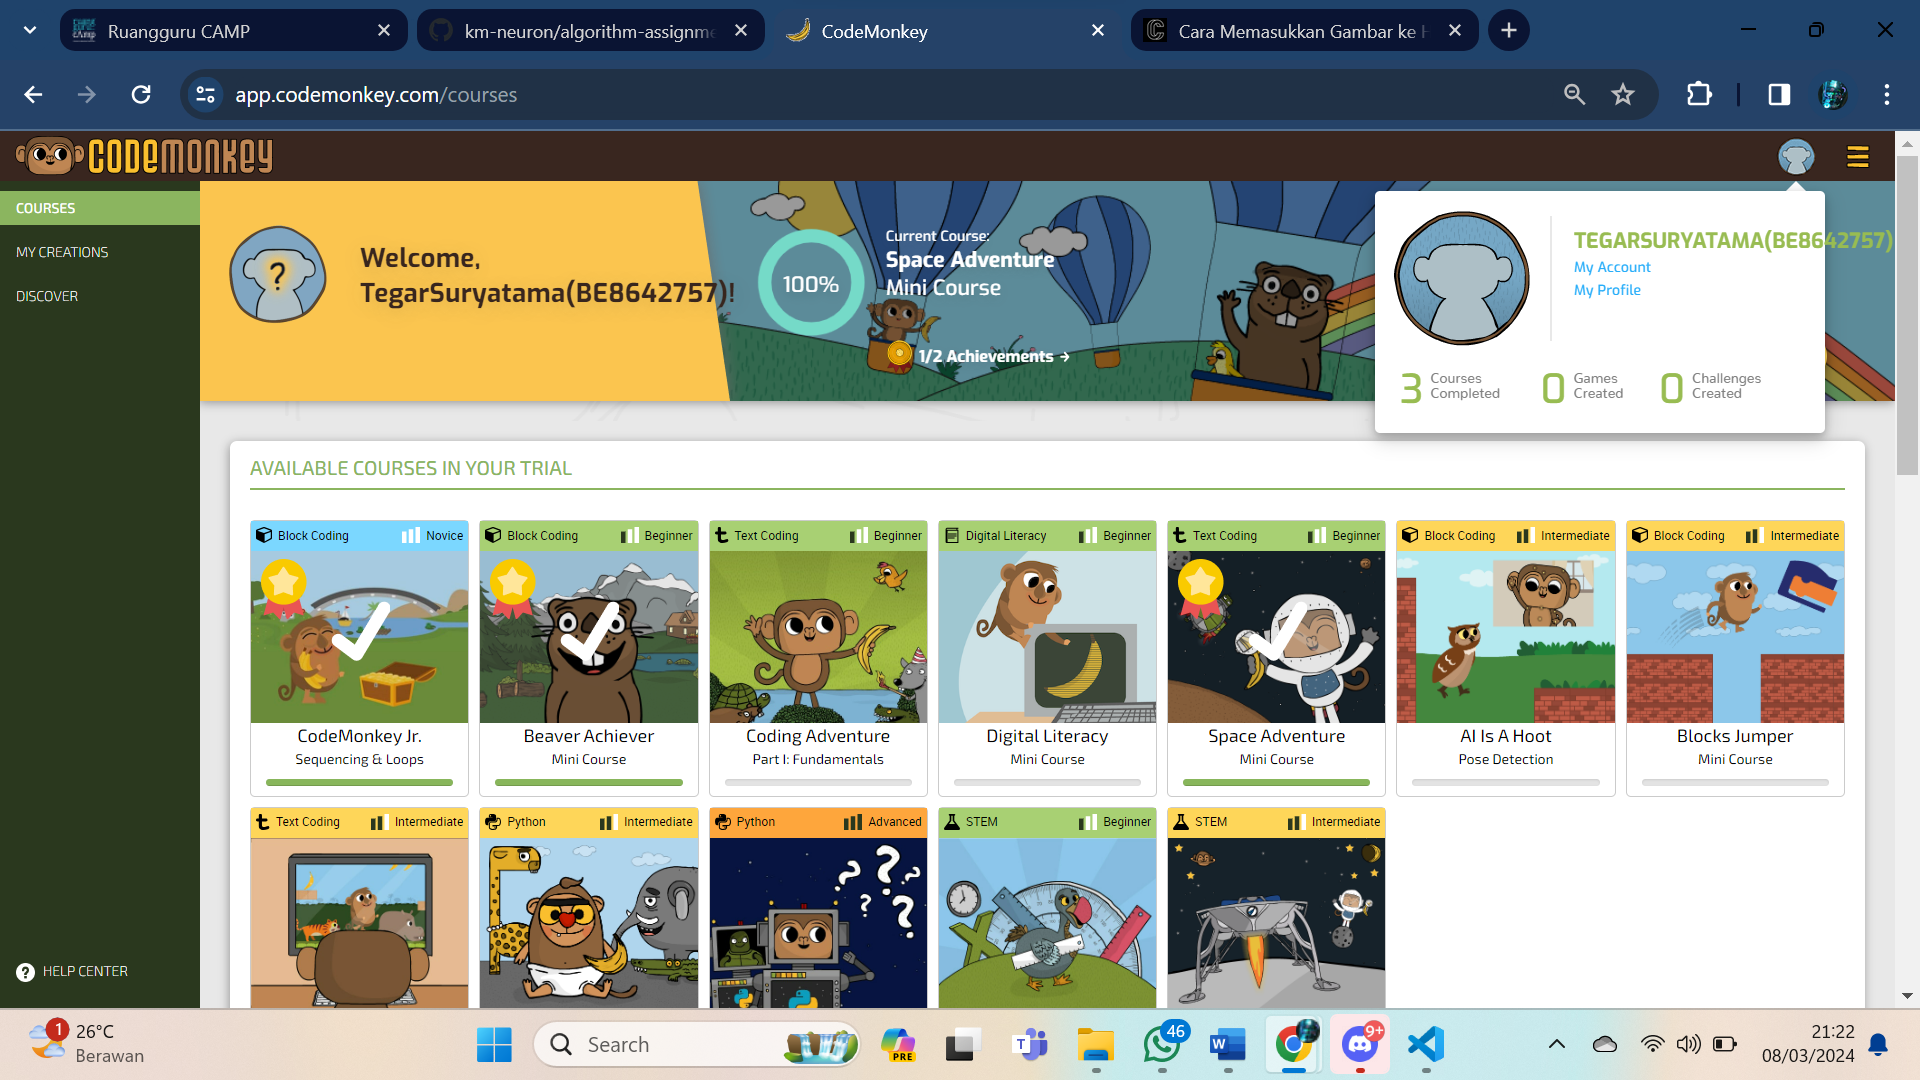 Ruangguru CAMP
km-neuron/algorithm-assignme
CodeMonkey
Cara Memasukkan Gambar ke H
app.codemonkey.com/courses
CODEMONKEY
COURSES
MY CREATIONS
DISCOVER
HELP CENTER
?
Welcome,
TegarSuryatama(BE8642757)!
100%
Current Course:
Space Adventure
Mini Course
1/2 Achievements →
TEGARSURYATAMA(BE8642757)
My Account
My Profile
3 Courses Completed
0 Games Created
0 Challenges Created
AVAILABLE COURSES IN YOUR TRIAL
Block Coding Novice
CodeMonkey Jr.
Sequencing & Loops
Block Coding Beginner
Beaver Achiever
Mini Course
Text Coding Beginner
Coding Adventure
Part I: Fundamentals
Digital Literacy Beginner
Digital Literacy
Mini Course
Text Coding Beginner
Space Adventure
Mini Course
Block Coding Intermediate
AI Is A Hoot
Pose Detection
Block Coding Intermediate
Blocks Jumper
Mini Course
Text Coding Intermediate
Python Intermediate
Python Advanced
? ? ? ?
STEM Beginner
STEM Intermediate
1
26°C
Berawan
Search
PRE
46
9+
21:22
08/03/2024